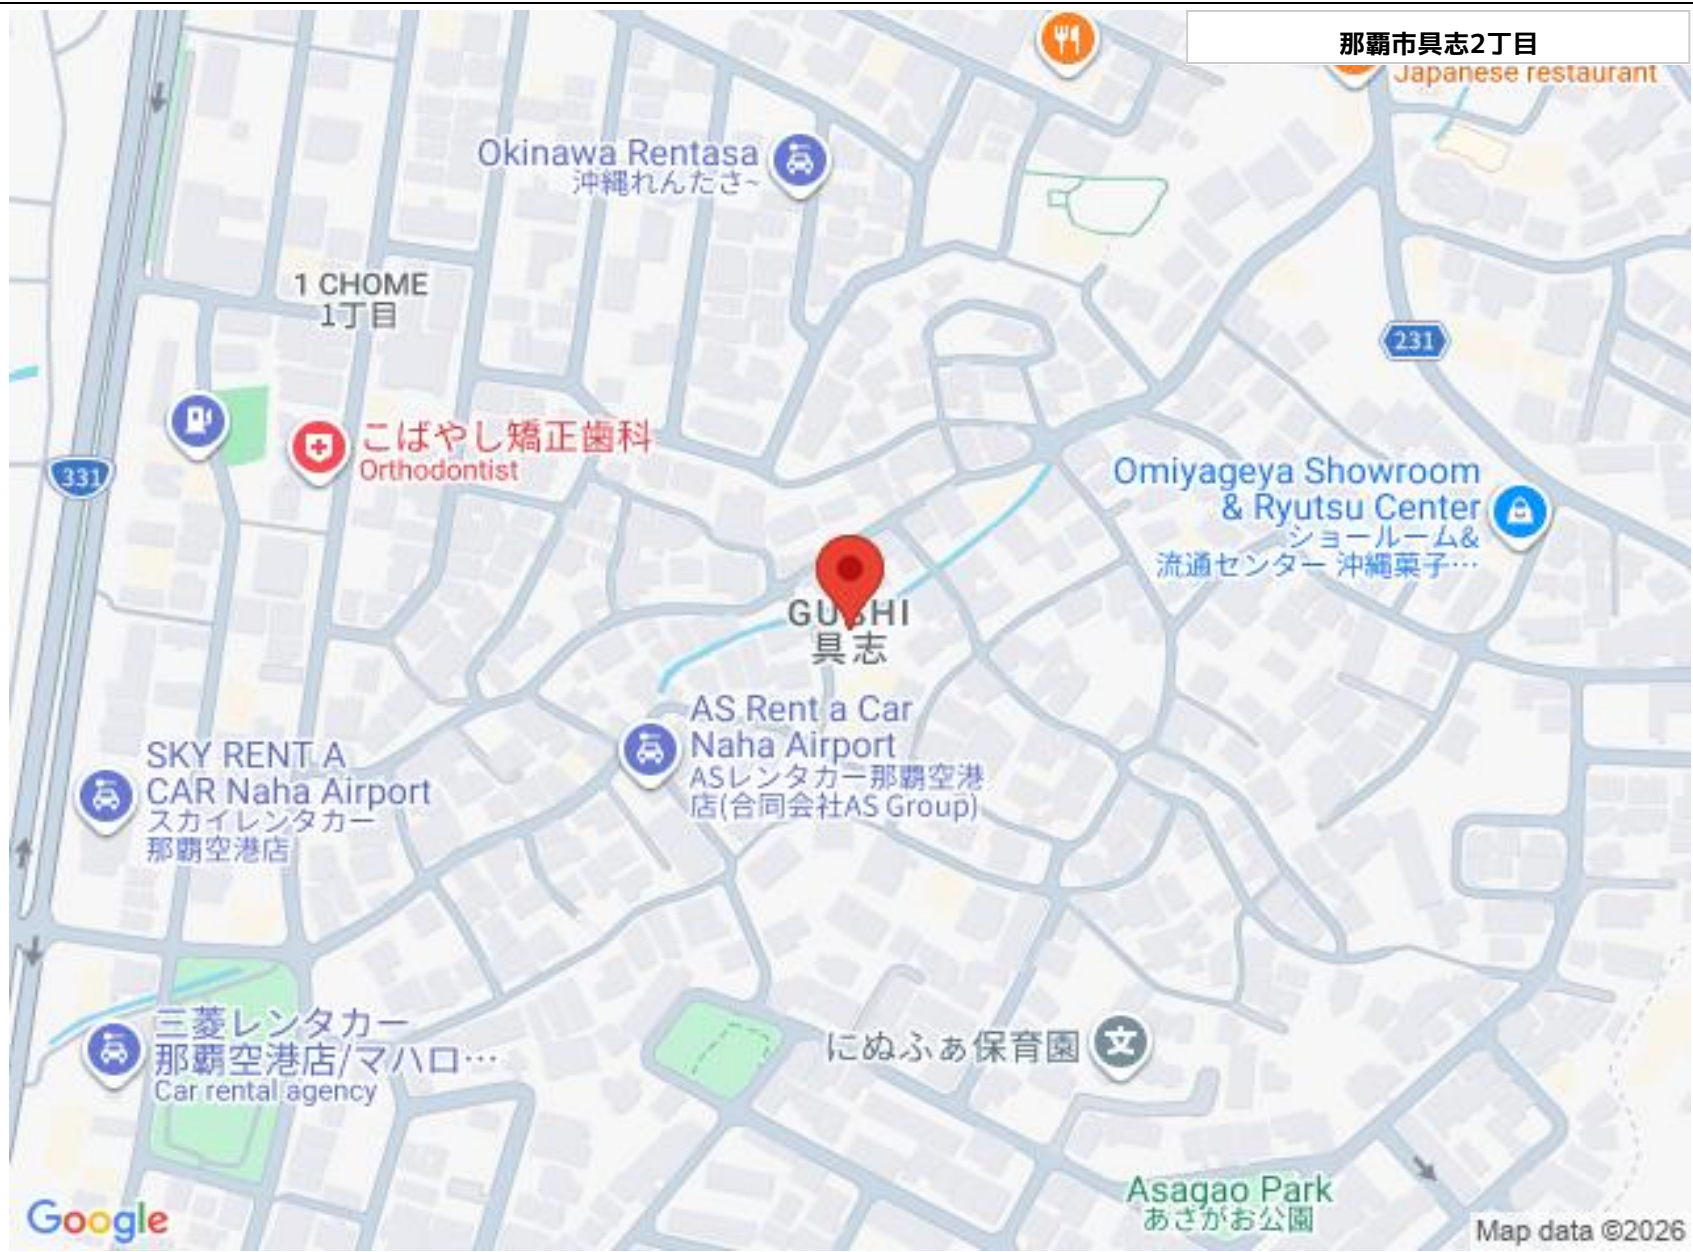 那覇市具志2丁目
Japanese restaurant
Okinawa Rentasa
沖縄れんたさ~
1 CHOME
1丁目
231
こばやし矯正歯科
Orthodontist
331
Omiyageya Showroom
& Ryutsu Center
ショールーム&
流通センター 沖縄菓子…
GUSHI
具志
AS Rent a Car
Naha Airport
ASレンタカー那覇空港
店(合同会社AS Group)
SKY RENT A
CAR Naha Airport
スカイレンタカー
那覇空港店
三菱レンタカー
那覇空港店/マハロ…
Car rental agency
にぬふぁ保育園
文
Asagao Park
あさがお公園
Google
Map data ©2026